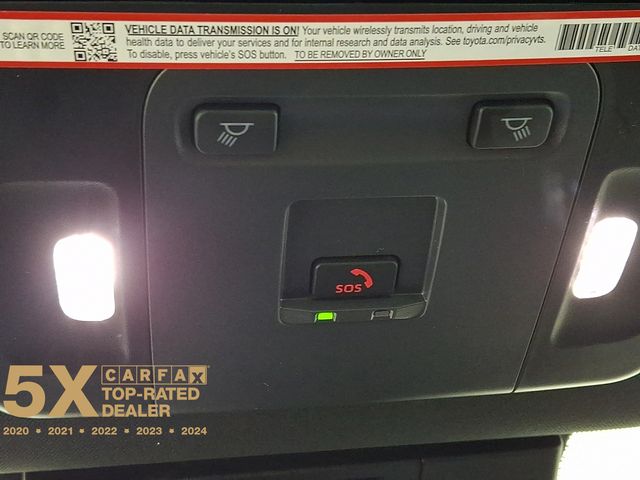 SCAN QR CODE
TO LEARN MORE
VEHICLE DATA TRANSMISSION IS ON! Your vehicle wirelessly transmits location, driving and vehicle
health data to deliver your services and for internal research and data analysis. See toyota.com/privacyvts.
To disable, press vehicle's SOS button. TO BE REMOVED BY OWNER ONLY
TELE DAT
SOS
5X CARFAX
TOP-RATED
DEALER
2020 • 2021 • 2022 • 2023 • 2024